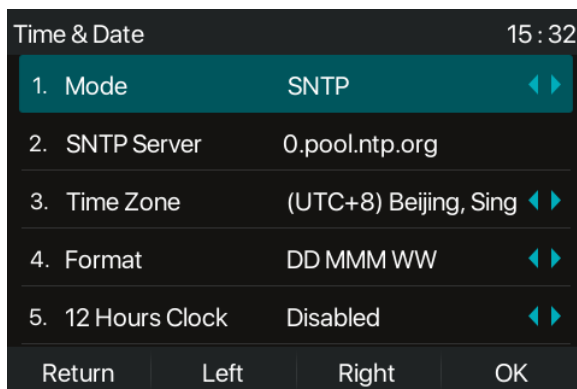 Time & Date 15 : 32
1. Mode SNTP
2. SNTP Server 0.pool.ntp.org
3. Time Zone (UTC+8) Beijing, Sing
4. Format DD MMM WW
5. 12 Hours Clock Disabled
Return Left Right OK